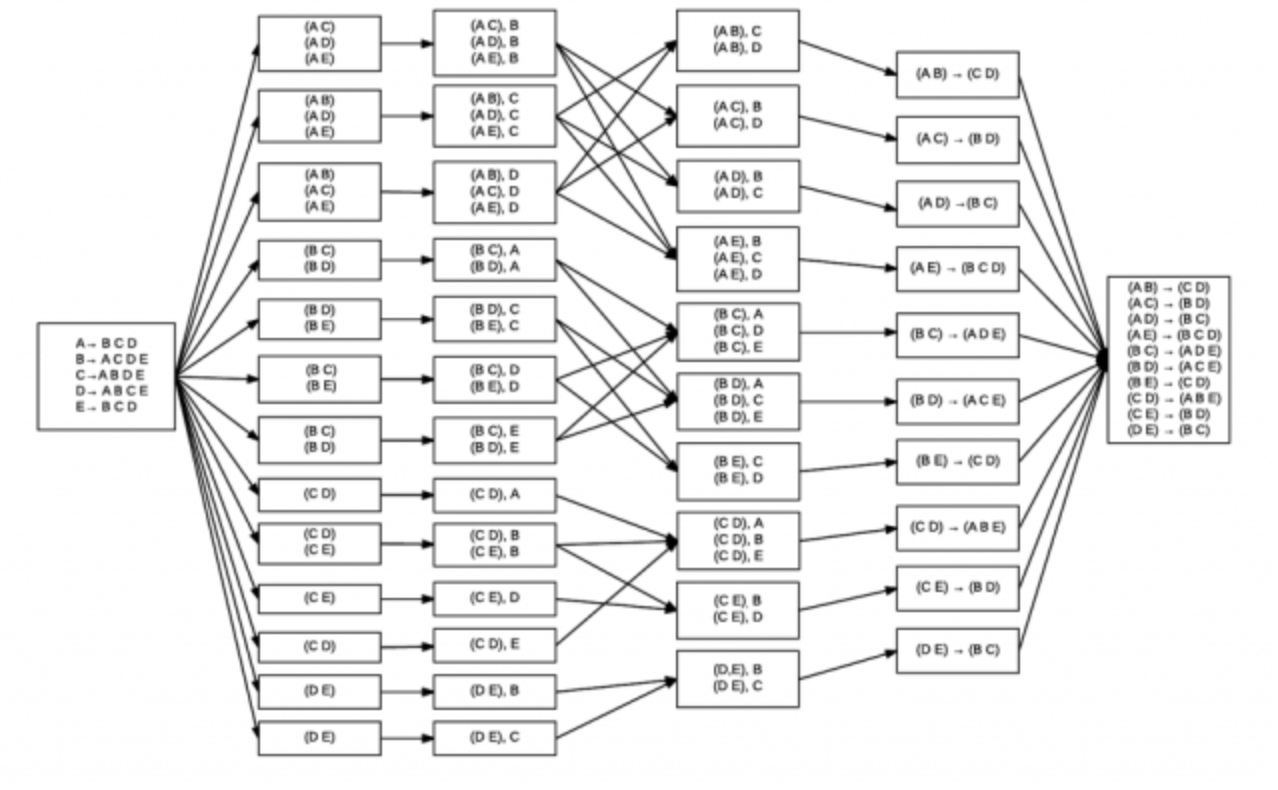 A→ B C D
B→ A C D E
C→A B D E
D→ A B C E
E→ B C D
(A C)
(A D)
(A E)
(A B)
(A D)
(A E)
(A B)
(A C)
(A E)
(B C)
(B D)
(B D)
(B E)
(B C)
(B E)
(B C)
(B D)
(C D)
(C D)
(C E)
(C E)
(C D)
(D E)
(D E)
(A C), B
(A D), B
(A E), B
(A B), C
(A D), C
(A E), C
(A B), D
(A C), D
(A E), D
(B C), A
(B D), A
(B D), C
(B E), C
(B C), D
(B E), D
(B C), E
(B D), E
(C D), A
(C D), B
(C E), B
(C E), D
(C D), E
(D E), B
(D E), C
(A B), C
(A B), D
(A C), B
(A C), D
(A D), B
(A D), C
(A E), B
(A E), C
(A E), D
(B C), A
(B C), D
(B C), E
(B D), A
(B D), C
(B D), E
(B E), C
(B E), D
(C D), A
(C D), B
(C D), E
(C E), B
(C E), D
(D,E), B
(D E), C
(A B) → (C D)
(A C) → (B D)
(A D) →(B C)
(A E) → (B C D)
(B C) → (A D E)
(B D) → (A C E)
(B E) → (C D)
(C D) → (A B E)
(C E) → (B D)
(D E) → (B C)
(A B) → (C D)
(A C) → (B D)
(A D) → (B C)
(A E) → (B C D)
(B C) → (A D E)
(B D) → (A C E)
(B E) → (C D)
(C D) → (A B E)
(C E) → (B D)
(D E) → (B C)